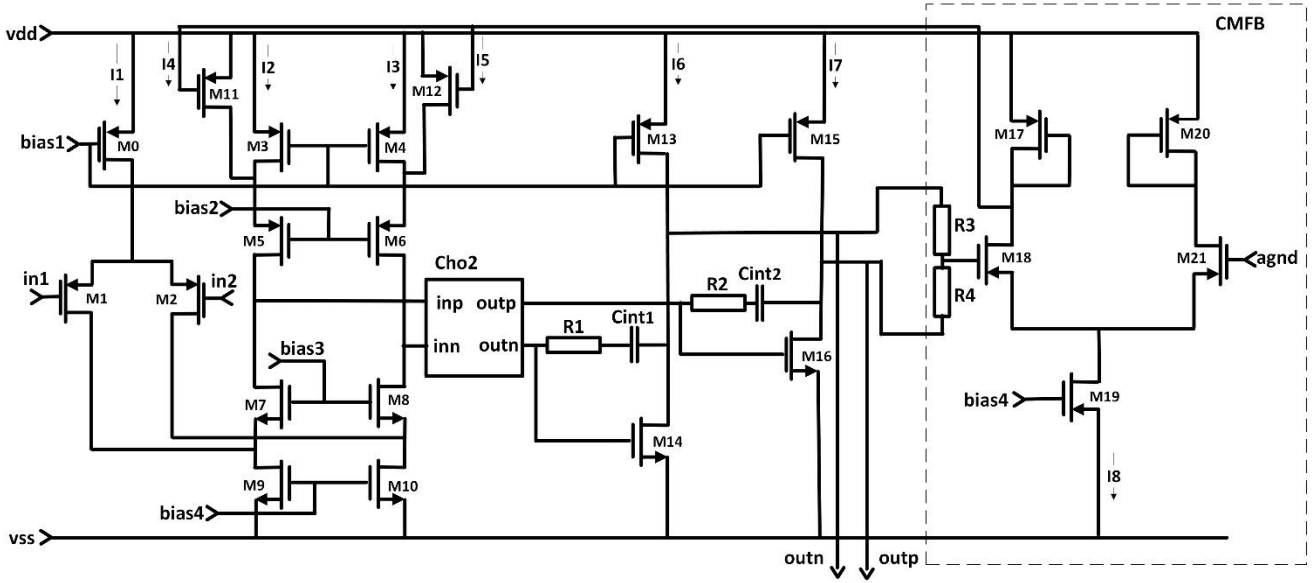 CMFB
vdd
I1
I4
I2
I3
I5
I6
I7
M11
M12
bias1
M0
M3
M4
M13
M15
M17
M20
bias2
M5
M6
R3
in1
M1
M2
in2
Cho2
M18
M21
agnd
inp
outp
R2
Cint2
R4
Cint1
R1
inn
outn
bias3
M16
M7
M8
bias4
M19
M14
M9
M10
I8
bias4
vss
outn
outp